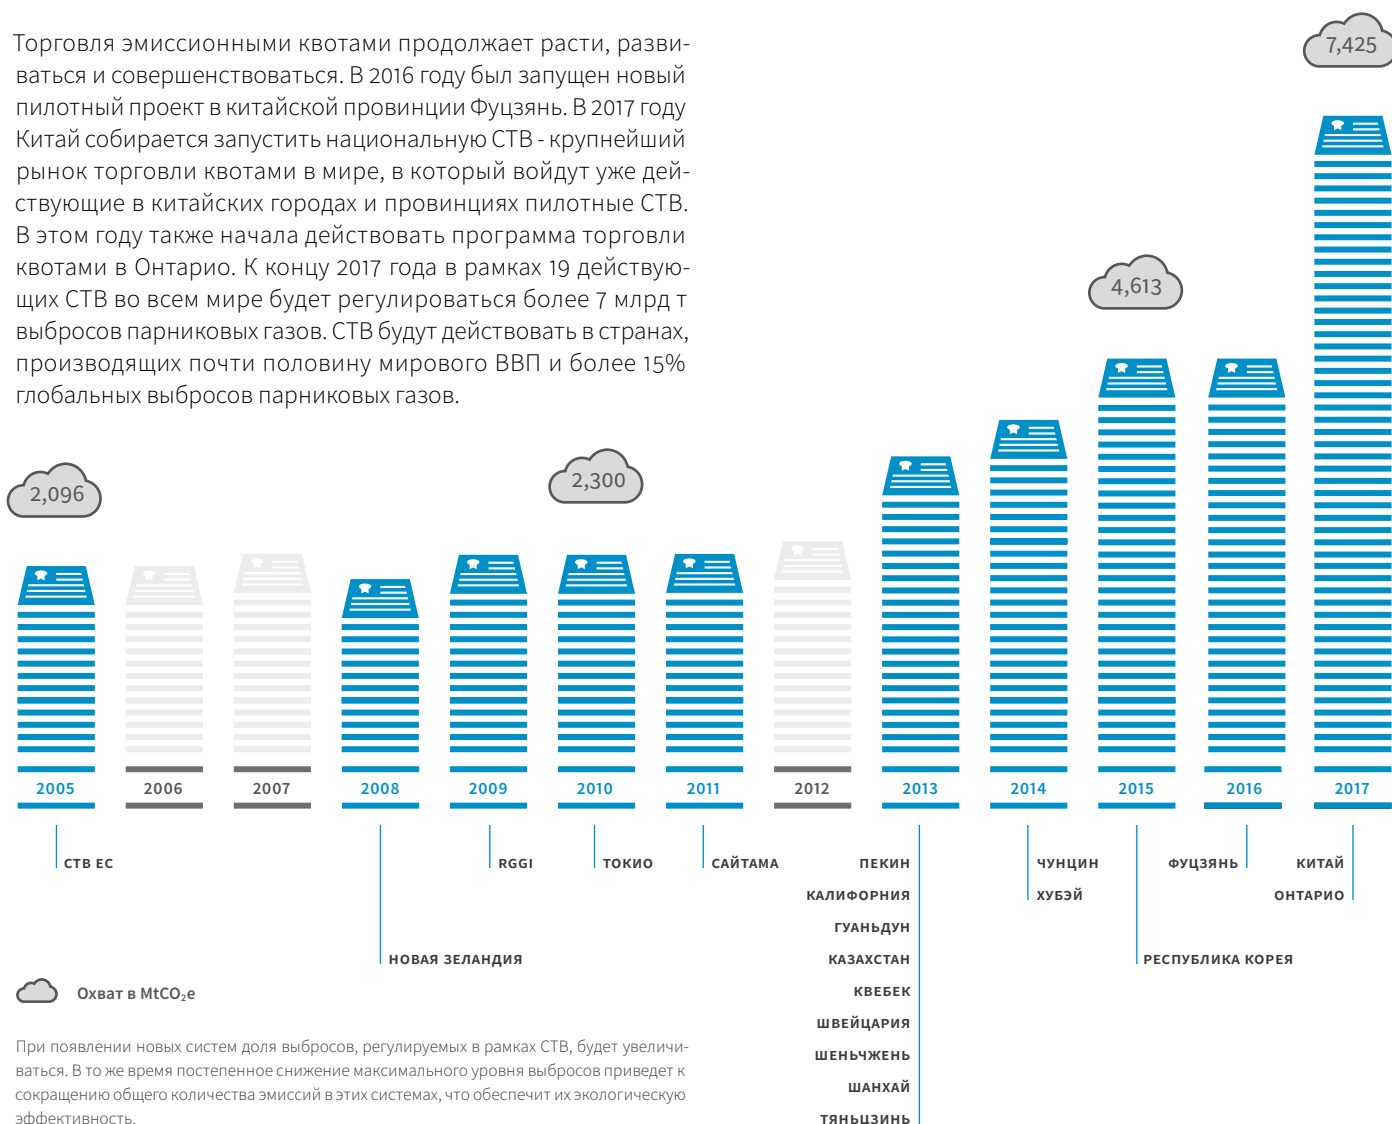 Торговля эмиссионными квотами продолжает расти, разви-
ваться и совершенствоваться. В 2016 году был запущен новый
пилотный проект в китайской провинции Фуцзянь. В 2017 году
Китай собирается запустить национальную СТВ - крупнейший
рынок торговли квотами в мире, в который войдут уже дей-
ствующие в китайских городах и провинциях пилотные СТВ.
В этом году также начала действовать программа торговли
квотами в Онтарио. К концу 2017 года в рамках 19 действую-
щих СТВ во всем мире будет регулироваться более 7 млрд т
выбросов парниковых газов. СТВ будут действовать в странах,
производящих почти половину мирового ВВП и более 15%
глобальных выбросов парниковых газов.
7,425
4,613
2,300
2,096
2005 2006 2007 2008 2009 2010 2011 2012 2013 2014 2015 2016 2017
СТВ ЕС
НОВАЯ ЗЕЛАНДИЯ
RGGI
ТОКИО
САЙТАМА
ПЕКИН
КАЛИФОРНИЯ
ГУАНЬДУН
КАЗАХСТАН
КВЕБЕК
ШВЕЙЦАРИЯ
ШЕНЬЧЖЕНЬ
ШАНХАЙ
ТЯНЬЦЗИНЬ
ЧУНЦИН
ХУБЭЙ
РЕСПУБЛИКА КОРЕЯ
ФУЦЗЯНЬ
КИТАЙ
ОНТАРИО
Охват в MtCO₂e
При появлении новых систем доля выбросов, регулируемых в рамках СТВ, будет увеличи-
ваться. В то же время постепенное снижение максимального уровня выбросов приведет к
сокращению общего количества эмиссий в этих системах, что обеспечит их экологическую
эффективность.